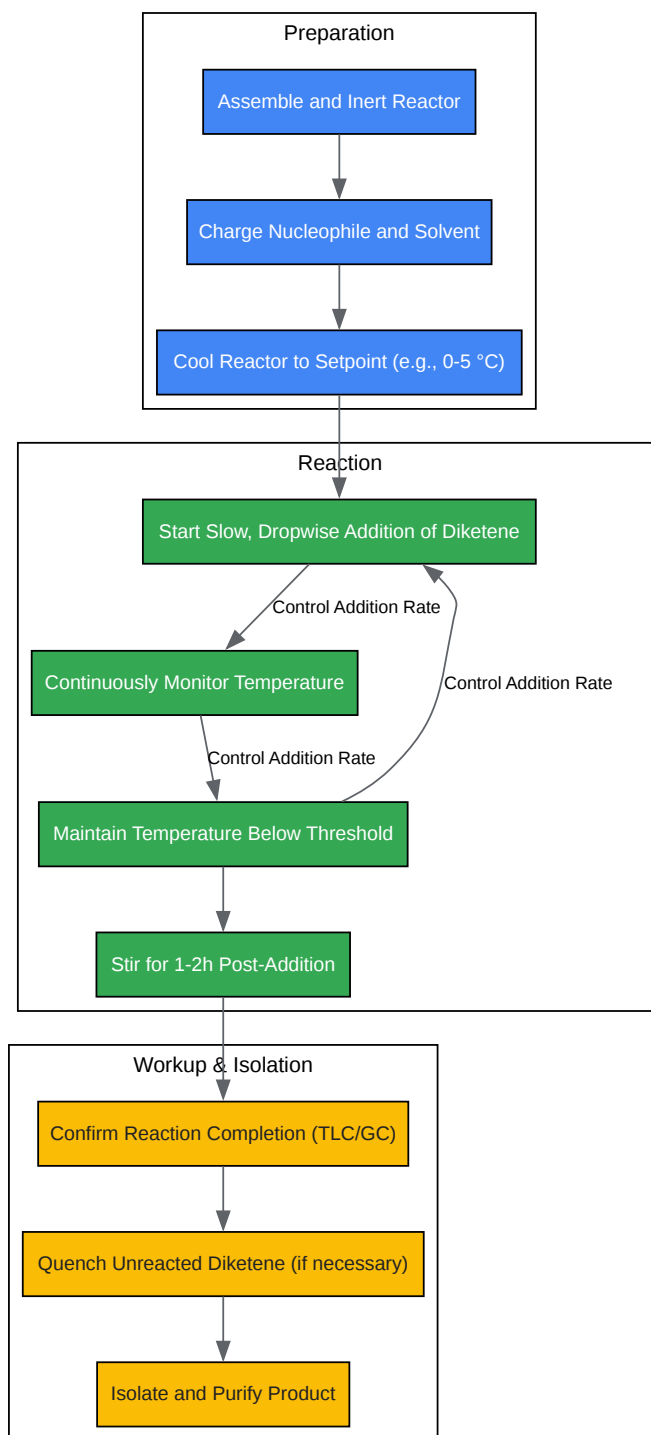 Preparation
Assemble and Inert Reactor
Charge Nucleophile and Solvent
Cool Reactor to Setpoint (e.g., 0-5 °C)
Reaction
Start Slow, Dropwise Addition of Diketene
Control Addition Rate
Continuously Monitor Temperature
Control Addition Rate
Control Addition Rate
Maintain Temperature Below Threshold
Stir for 1-2h Post-Addition
Workup & Isolation
Confirm Reaction Completion (TLC/GC)
Quench Unreacted Diketene (if necessary)
Isolate and Purify Product